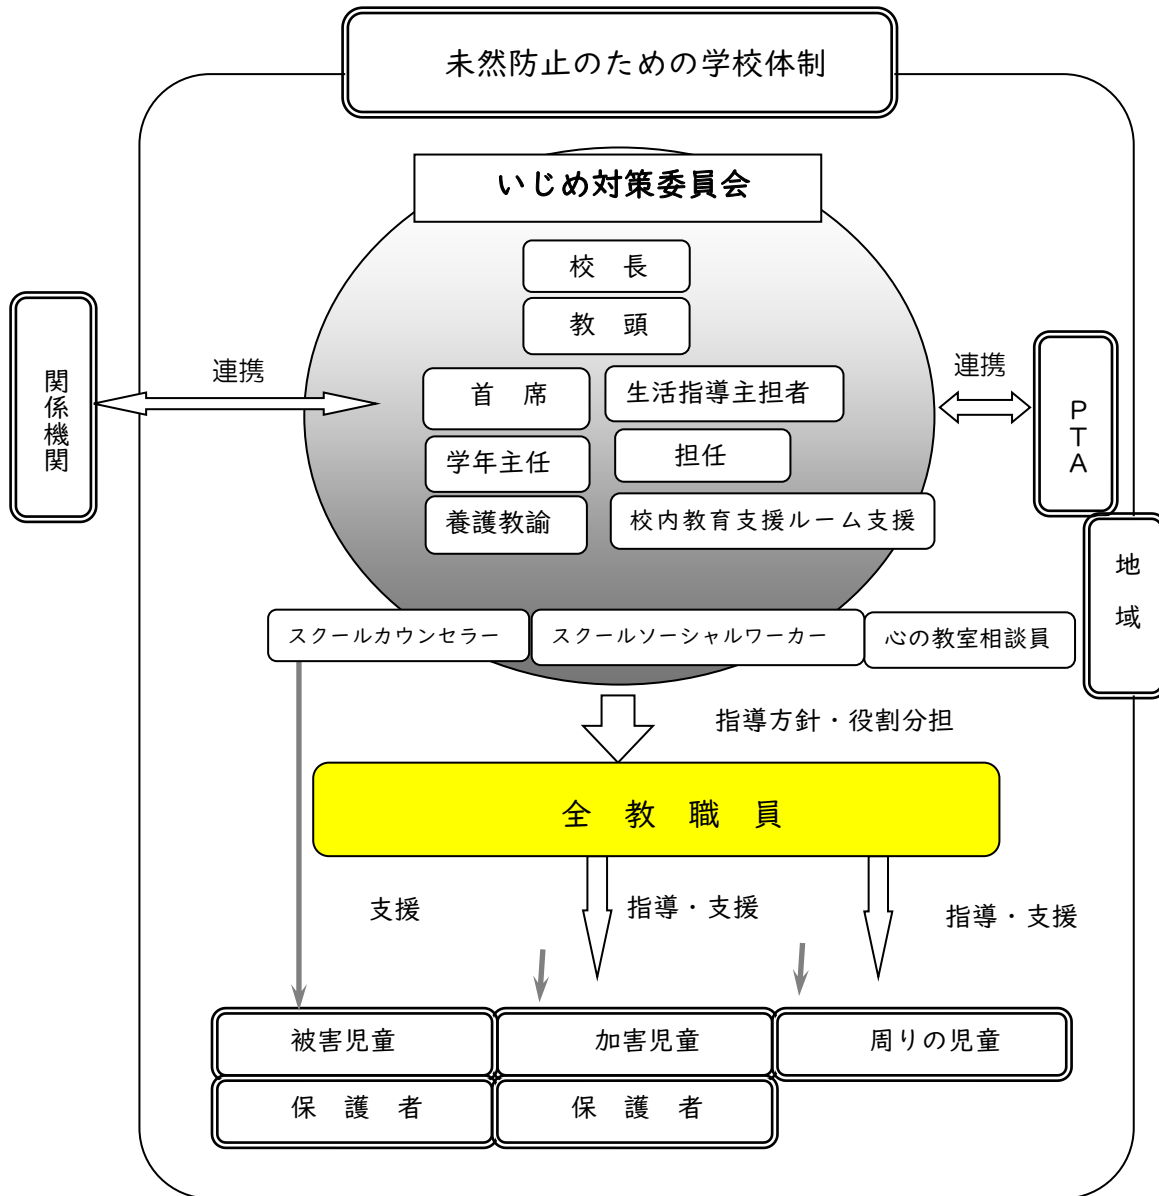 未然防止のための学校体制
いじめ対策委員会
校　長
教　頭
首　席
生活指導主担者
学年主任
担任
養護教諭
校内教育支援ルーム支援
スクールカウンセラー
スクールソーシャルワーカー
心の教室相談員
関係機関
連携
連携
PTA
地域
指導方針・役割分担
全　教　職　員
支援
指導・支援
指導・支援
被害児童
加害児童
周りの児童
保　護　者
保　護　者